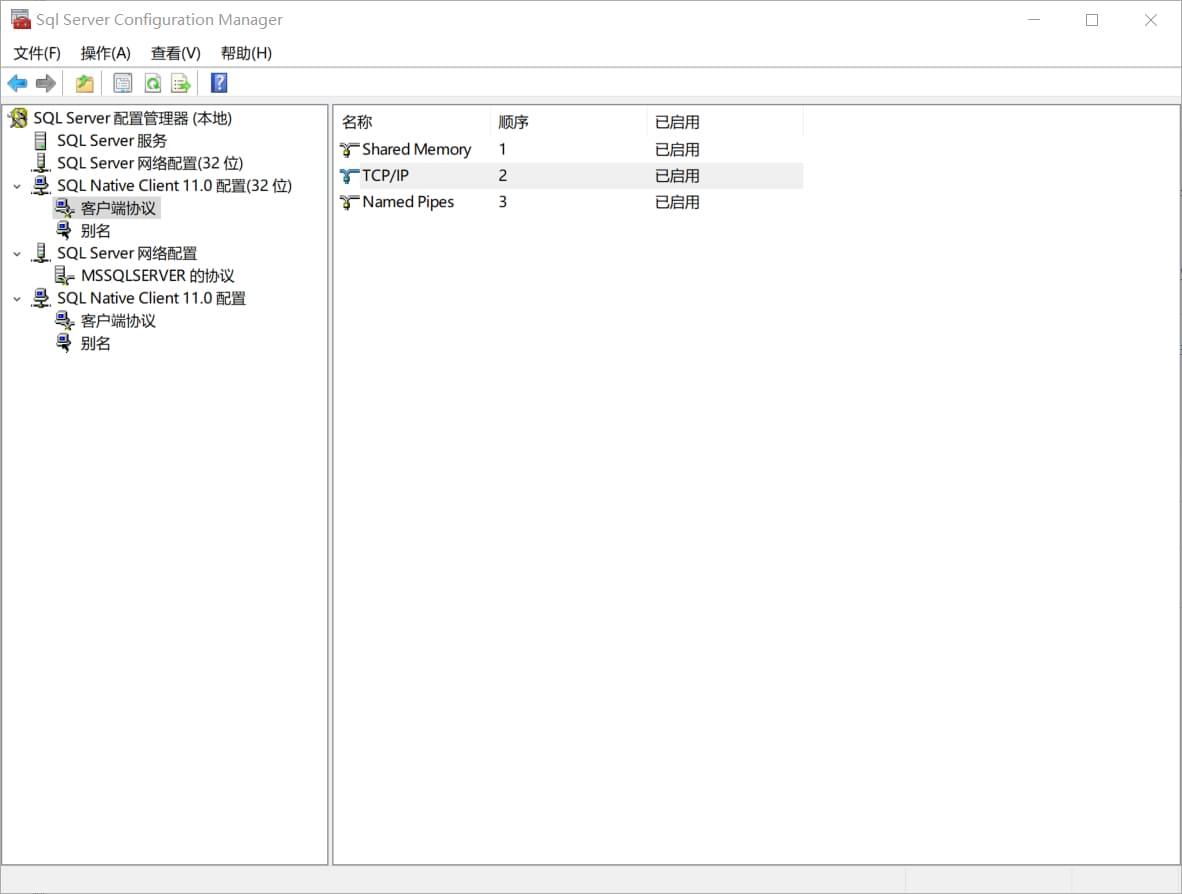 Sql Server Configuration Manager
文件(F) 操作(A) 查看(V) 帮助(H)
SQL Server 配置管理器 (本地)
SQL Server 服务
SQL Server 网络配置(32 位)
SQL Native Client 11.0 配置(32 位)
客户端协议
别名
SQL Server 网络配置
MSSQLSERVER 的协议
SQL Native Client 11.0 配置
客户端协议
别名
名称 顺序 已启用
Shared Memory 1 已启用
TCP/IP 2 已启用
Named Pipes 3 已启用